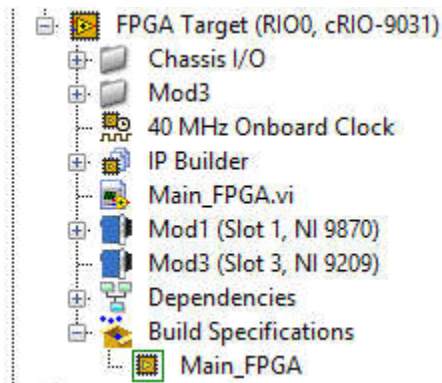 FPGA Target (RIO0, cRIO-9031)
Chassis I/O
Mod3
40 MHz Onboard Clock
IP Builder
Main_FPGA.vi
Mod1 (Slot 1, NI 9870)
Mod3 (Slot 3, NI 9209)
Dependencies
Build Specifications
Main_FPGA